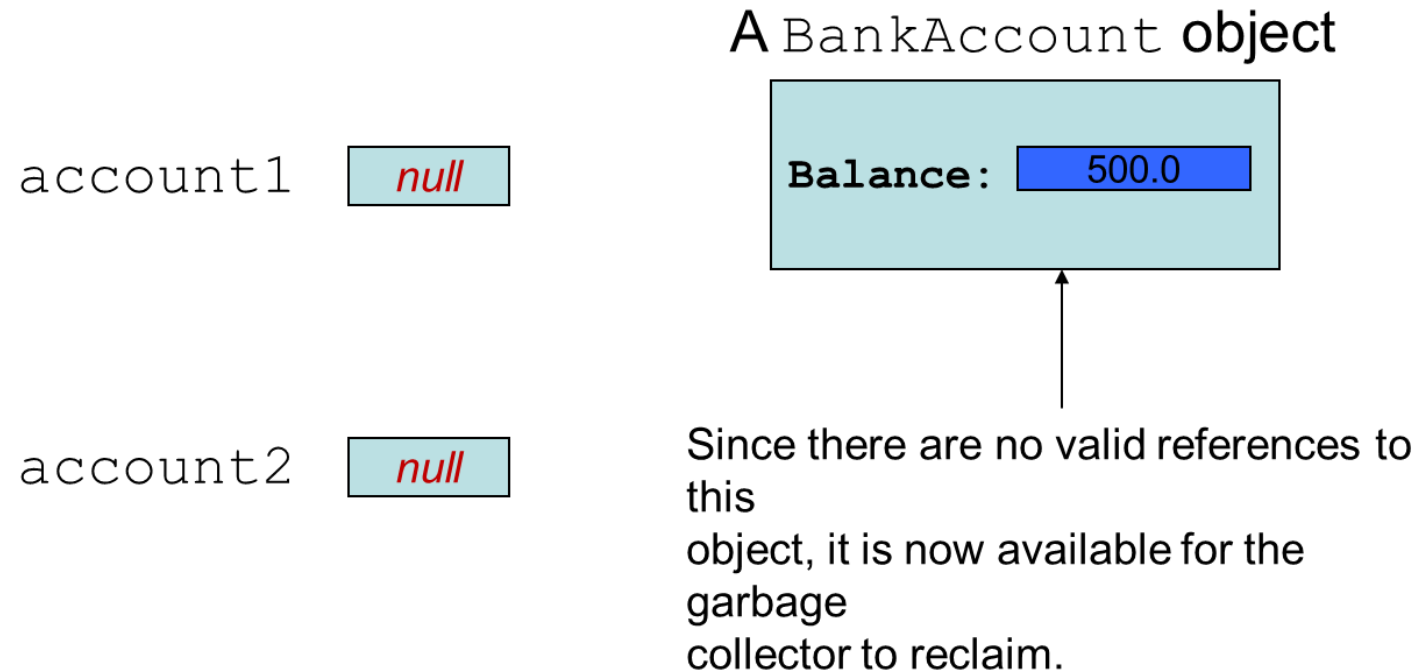 A BankAccount object
account1 null
Balance: 500.0
account2 null
Since there are no valid references to
this
object, it is now available for the
garbage
collector to reclaim.